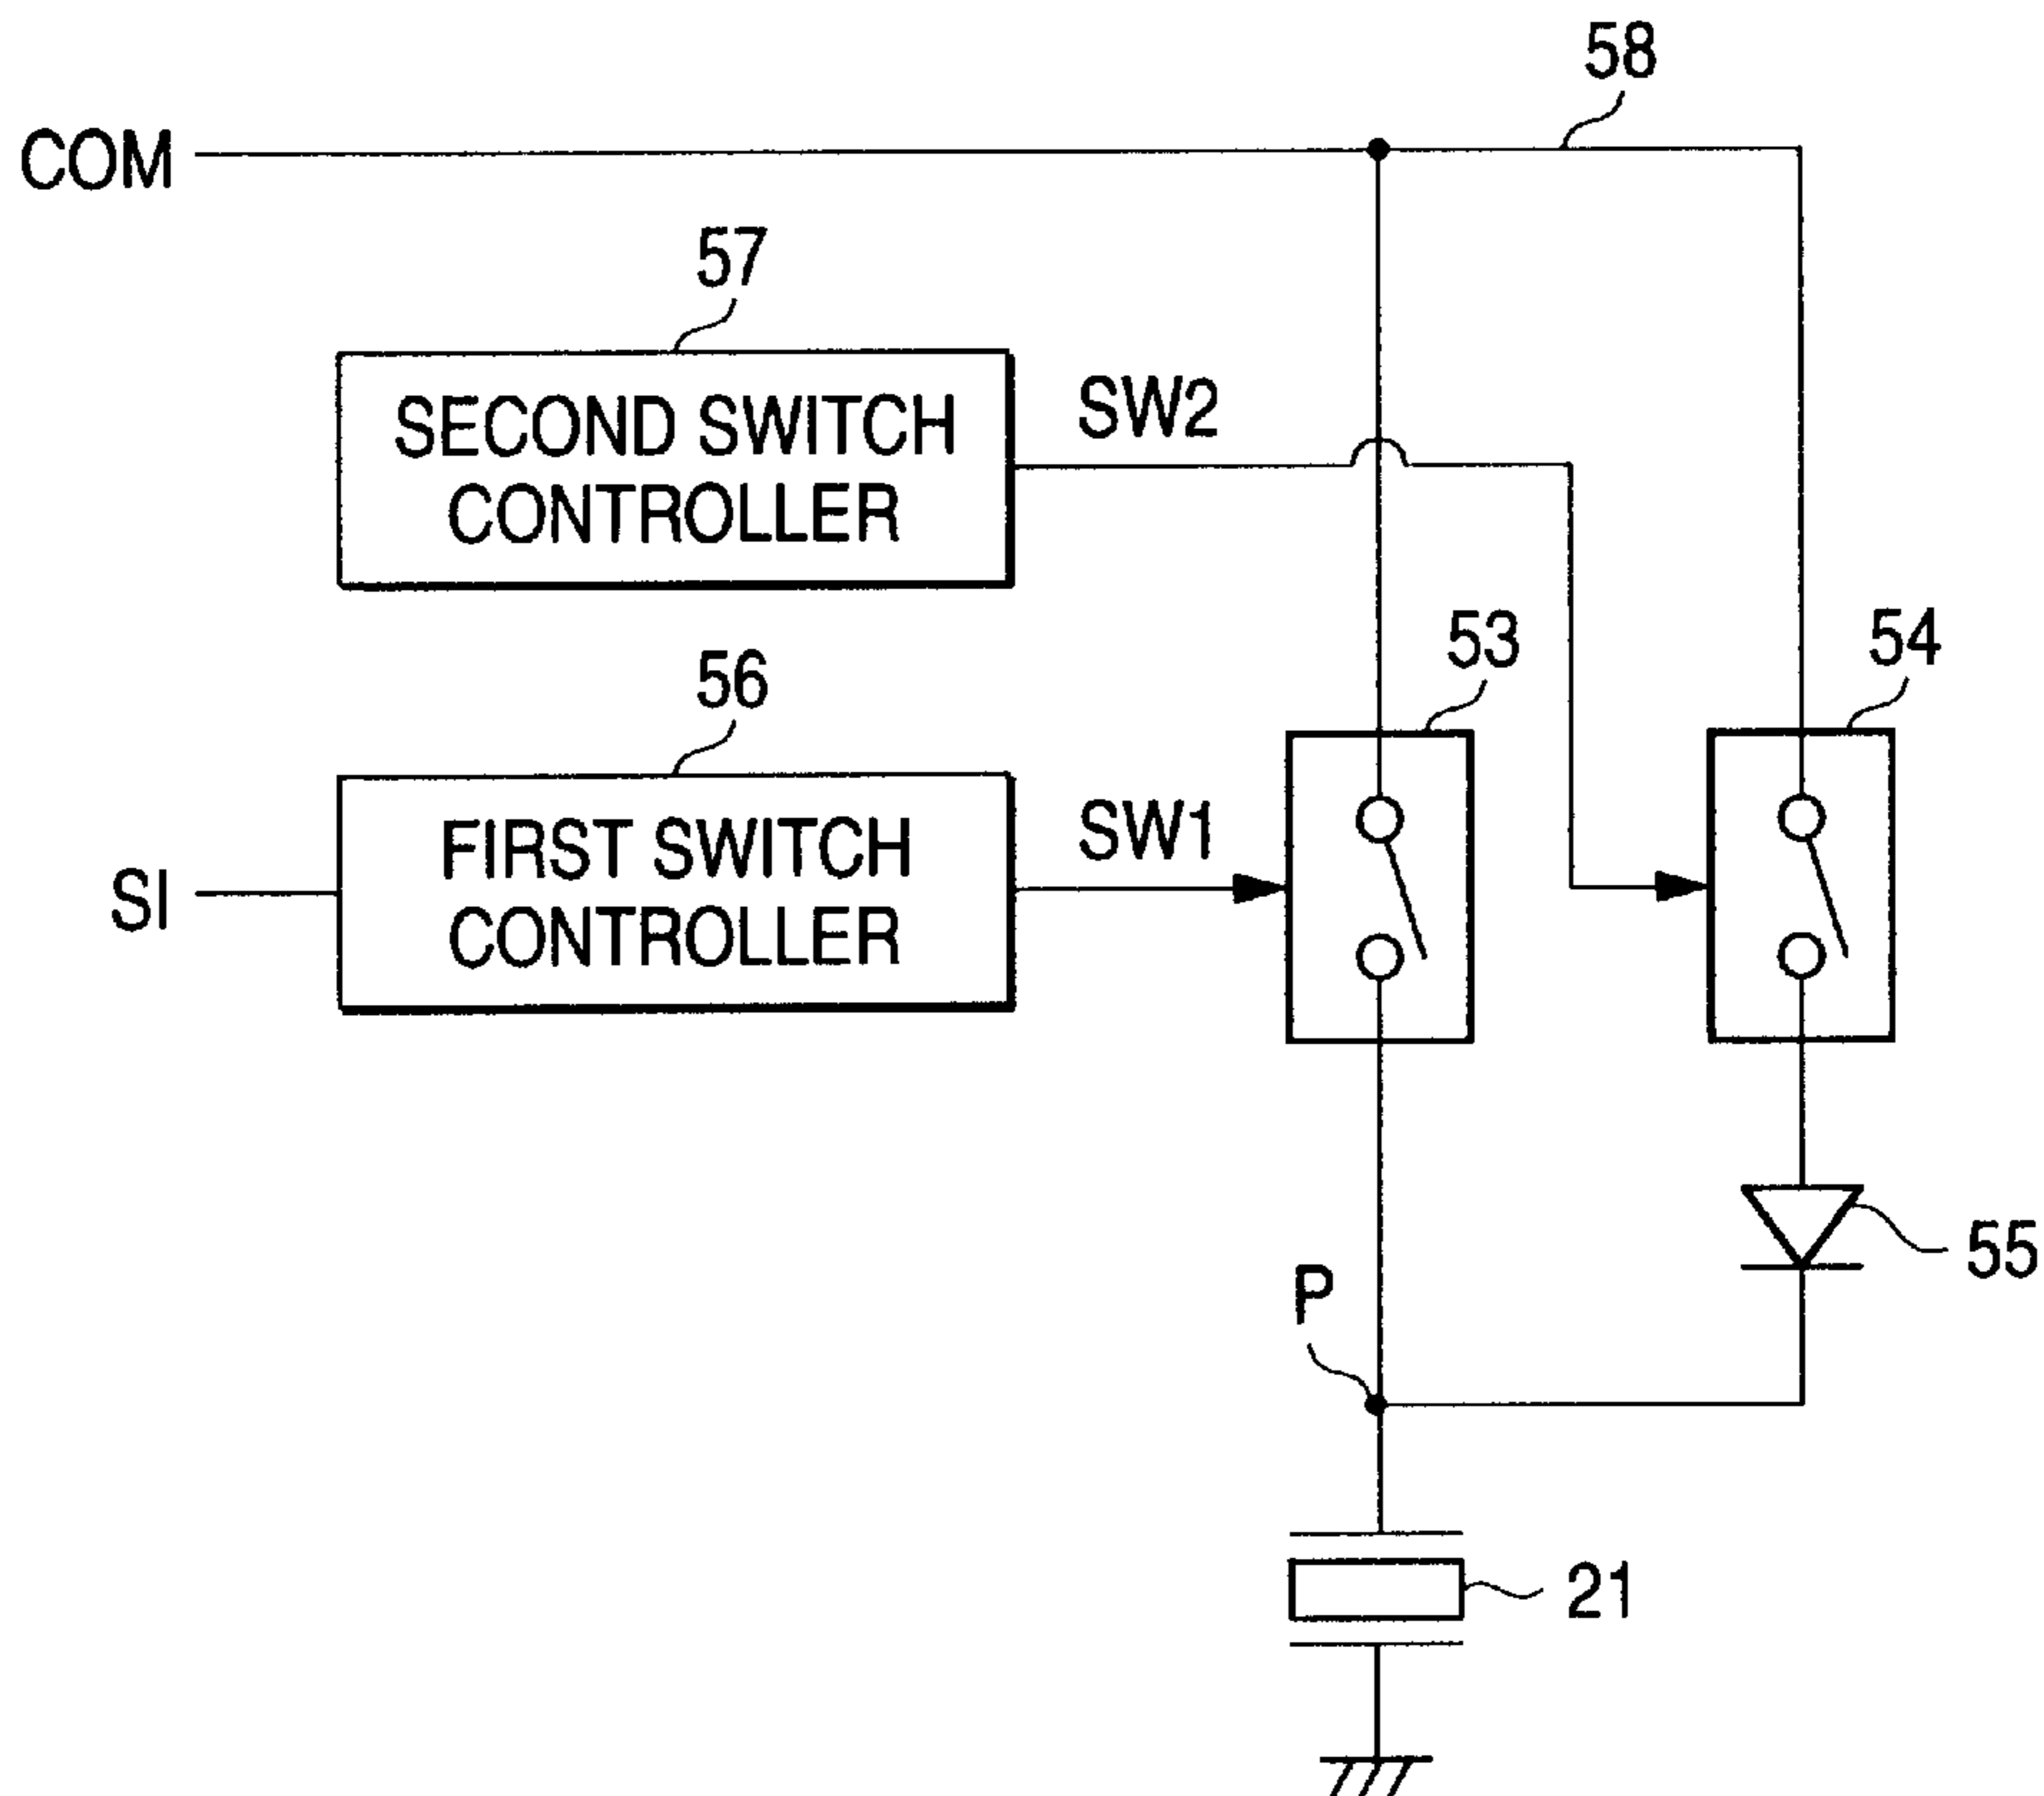 58
COM
57
SECOND SWITCH
CONTROLLER
SW2
53
54
56
FIRST SWITCH
CONTROLLER
SW1
SI
55
P
21